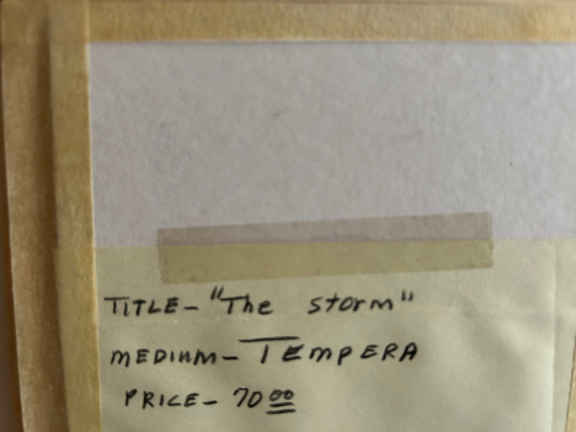 TITLE- "The storm"
MEDIUM- TEMPERA
PRICE- 70 00